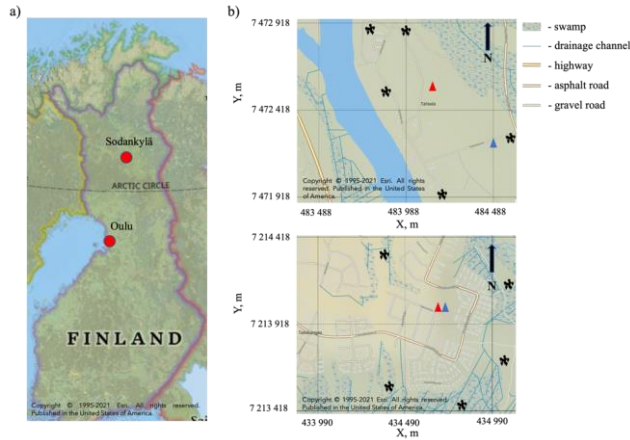 a)
Sodankylä
ARCTIC CIRCLE
Oulu
FINLAND
Copyright © 1995-2021 Esri. All rights reserved.
Published in the United States of America.
b)
7 472 918
Y, m
7 472 418
7 471 918
N
Copyright © 1995-2021 Esri. All rights
reserved. Published in the United States
of America.
483 488
483 988
484 488
X, m
7 214 418
Y, m
7 213 918
7 213 418
N
Copyright © 1995-2021 Esri. All rights
reserved. Published in the United States
of America.
433 990
434 490
434 990
X, m
- swamp
- drainage channel
- highway
- asphalt road
- gravel road